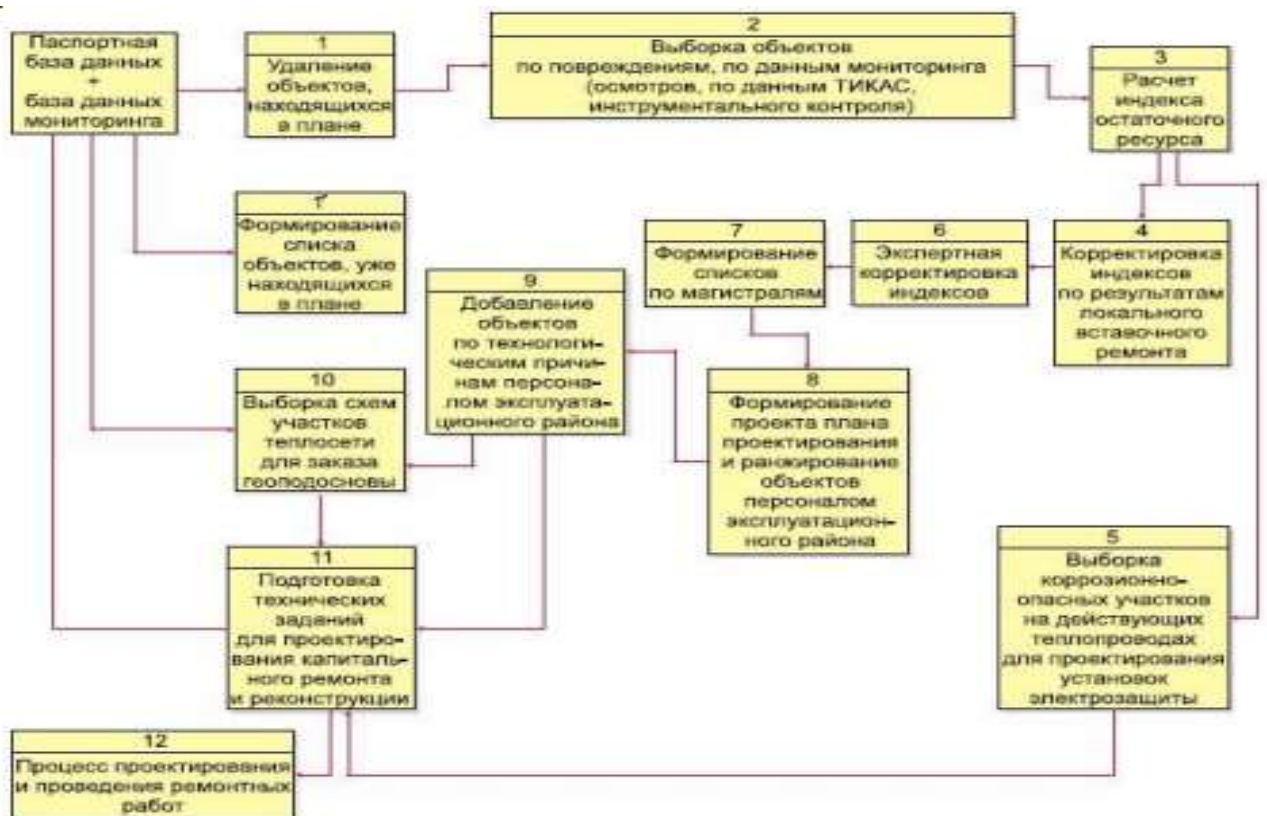 Паспортная
база данных
+
база данных
мониторинга
1
Удаление
объектов,
находящихся
в плане
2
Выборка объектов
по повреждениям, по данным мониторинга
(осмотров, по данным ТИКАС,
инструментального контроля)
3
Расчет
индекса
остаточного
ресурса
1'
Формирование
списка
объектов, уже
находящихся
в плане
9
Добавление
объектов
по технологи-
ческим причи-
нам персона-
лом эксплуата-
ционного района
7
Формирование
списков
по магистралям
6
Экспертная
корректировка
индексов
4
Корректировка
индексов
по результатам
локального
вставочного
ремонта
10
Выборка схем
участков
теплосети
для заказа
геоподосновы
8
Формирование
проекта плана
проектирования
и ранжирование
объектов
персоналом
эксплуатацион-
ного района
11
Подготовка
технических
заданий
для проектиро-
вания капиталь-
ного ремонта
и реконструкции
5
Выборка
коррозионно-
опасных участков
на действующих
теплопроводах
для проектирования
установок
электрозащиты
12
Процесс проектирования
и проведения ремонтных
работ